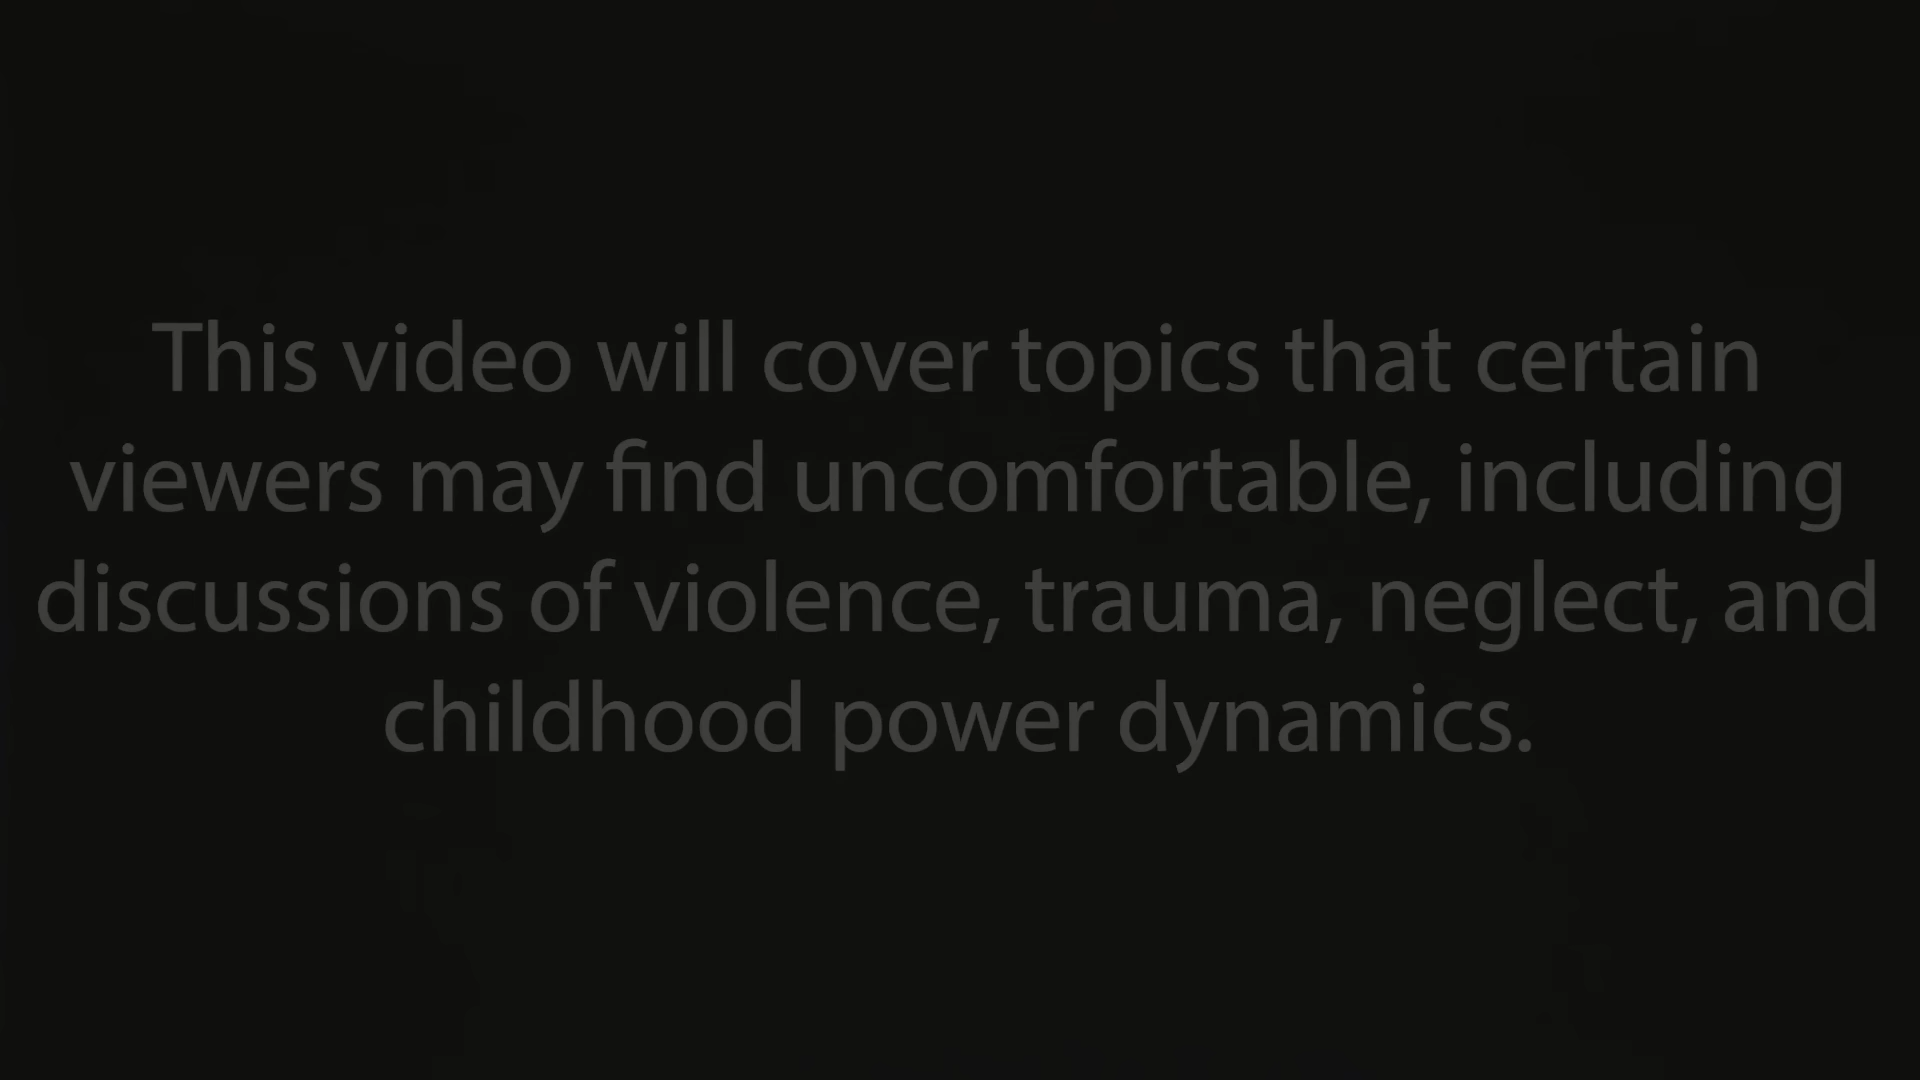 This video will cover topics that certain
viewers may find uncomfortable, including
discussions of violence, trauma, neglect, and
childhood power dynamics.